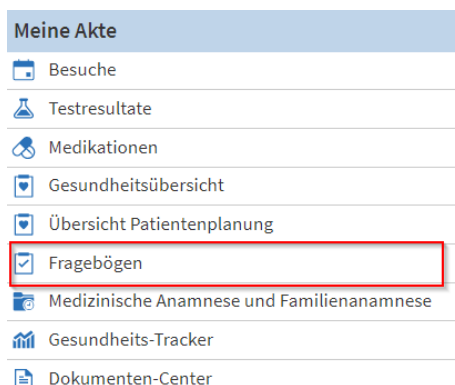 Meine Akte
Besuche
Testresultate
Medikationen
Gesundheitsübersicht
Übersicht Patientenplanung
Fragebögen
Medizinische Anamnese und Familienanamnese
Gesundheits-Tracker
Dokumenten-Center